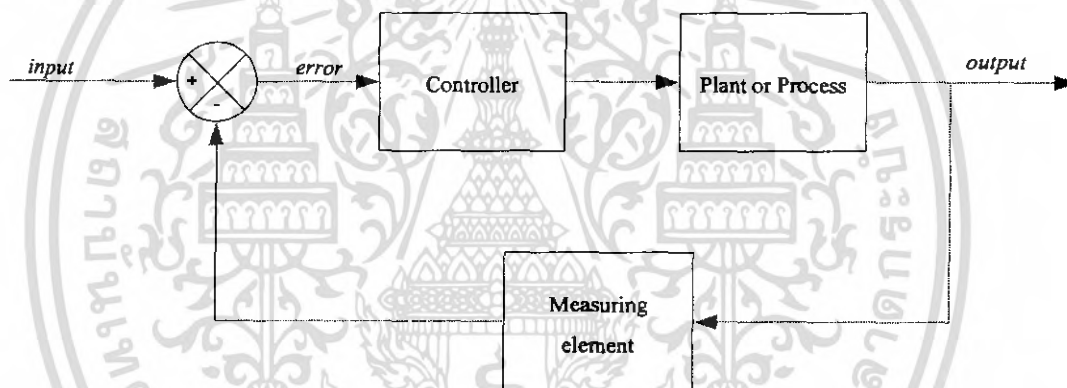 input
+
-
error
Controller
Plant or Process
output
Measuring
element